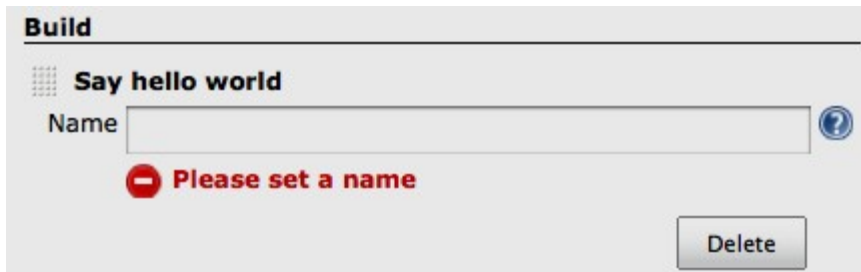 Build
Say hello world
Name
Please set a name
Delete